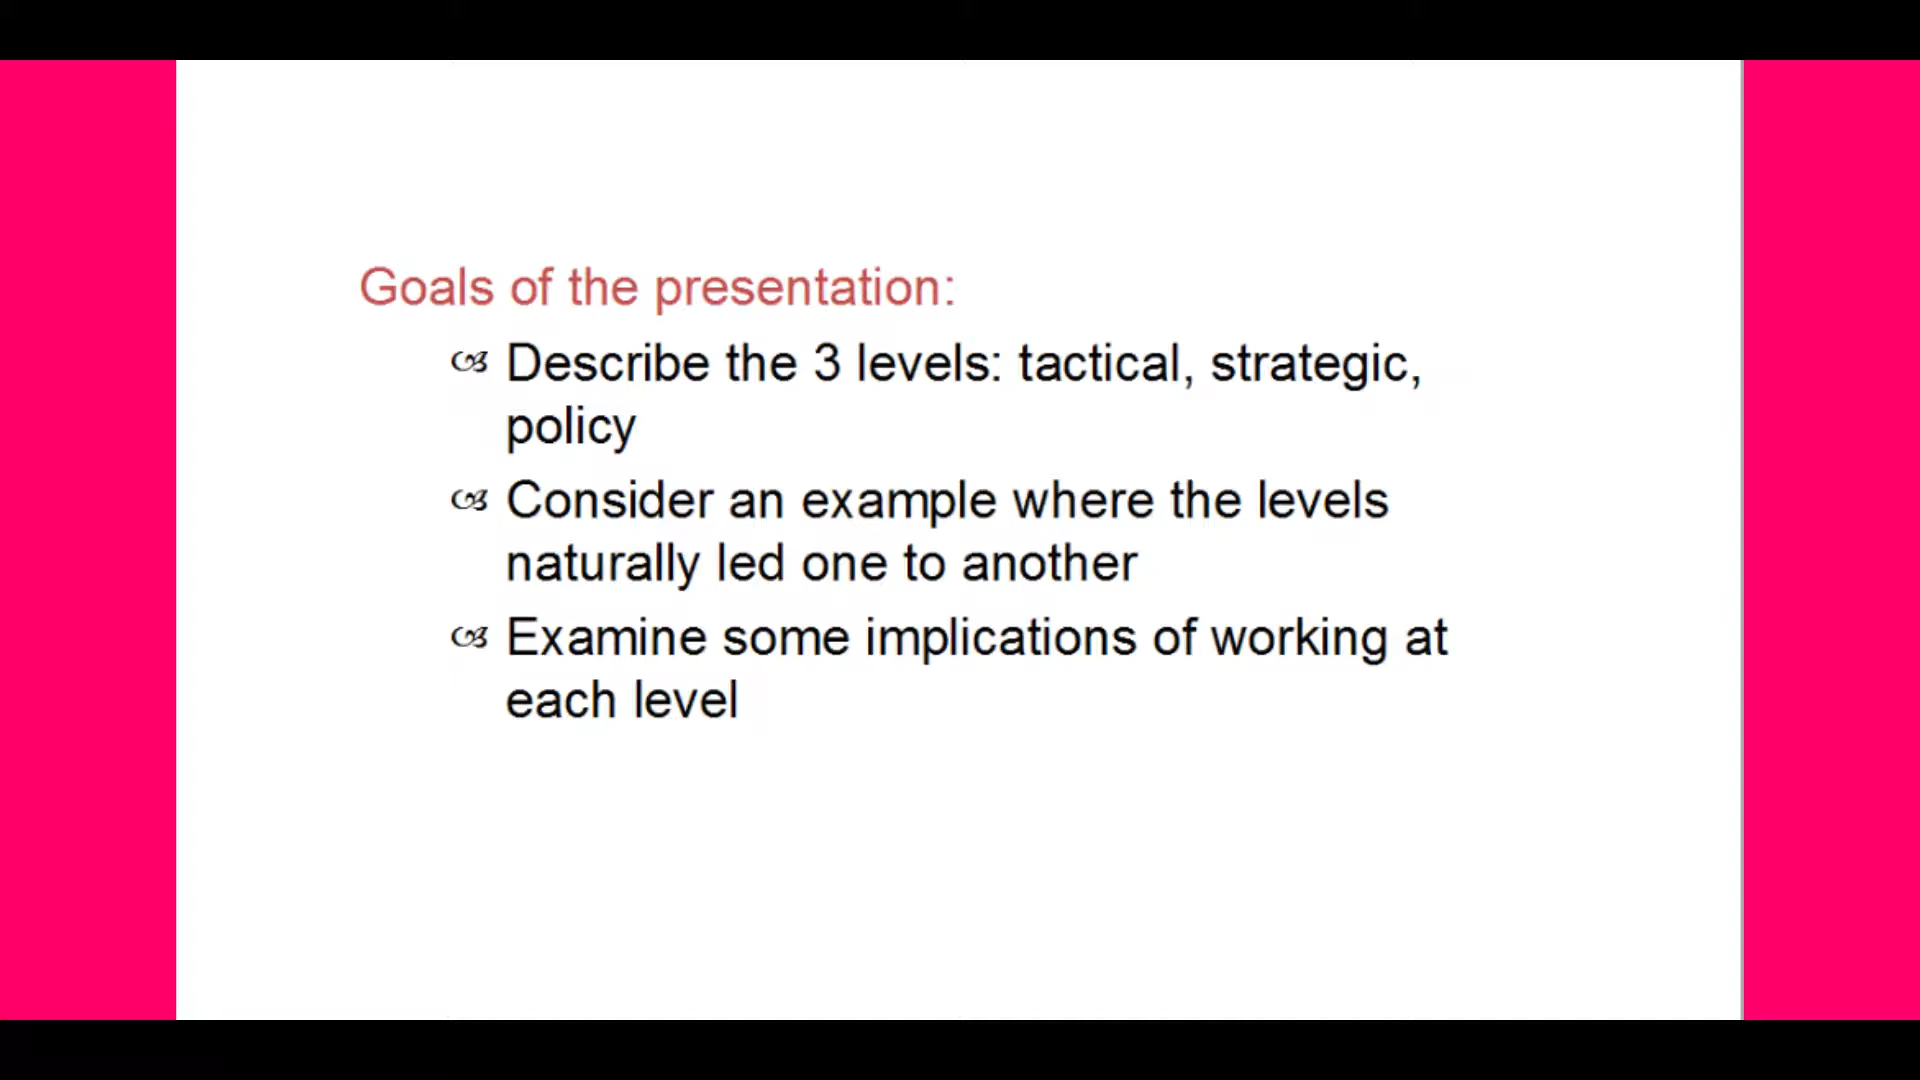 Goals of the presentation:
Describe the 3 levels: tactical, strategic,
policy
Consider an example where the levels
naturally led one to another
Examine some implications of working at
each level